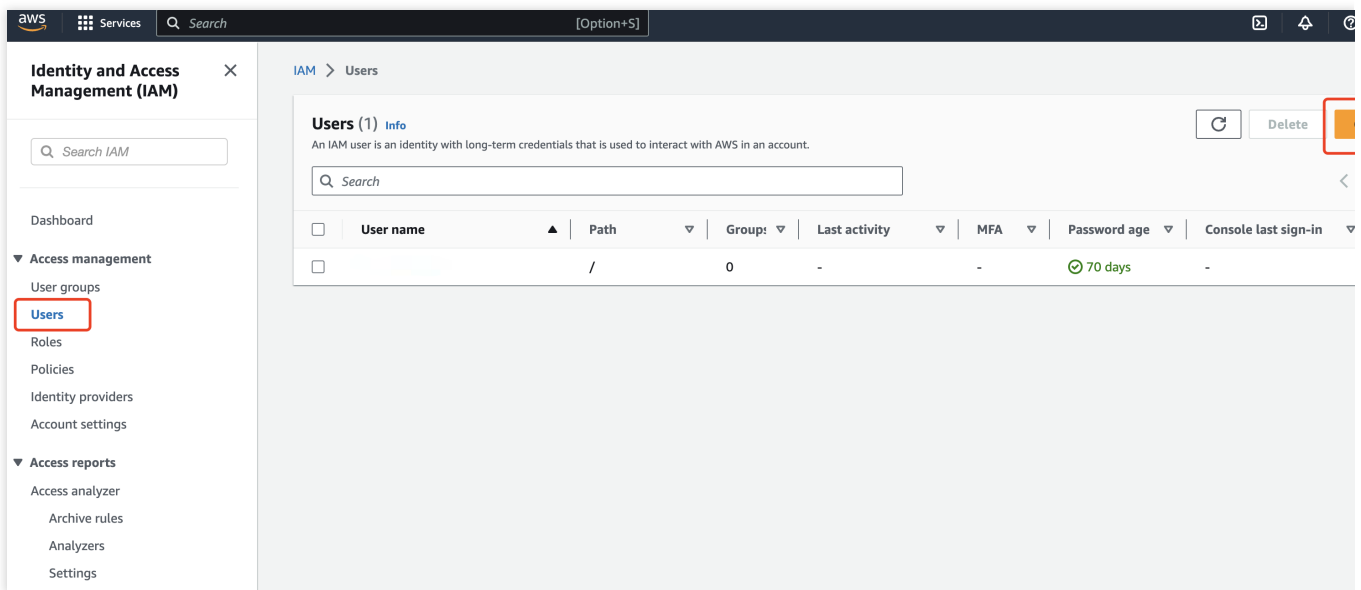 aws Services Search [Option+S]
Identity and Access
Management (IAM)
Search IAM
Dashboard
Access management
User groups
Users
Roles
Policies
Identity providers
Account settings
Access reports
Access analyzer
Archive rules
Analyzers
Settings
IAM > Users
Users (1) Info
An IAM user is an identity with long-term credentials that is used to interact with AWS in an account.
Delete
Search
User name Path Groups Last activity MFA Password age Console last sign-in
/ 0 - - 70 days -